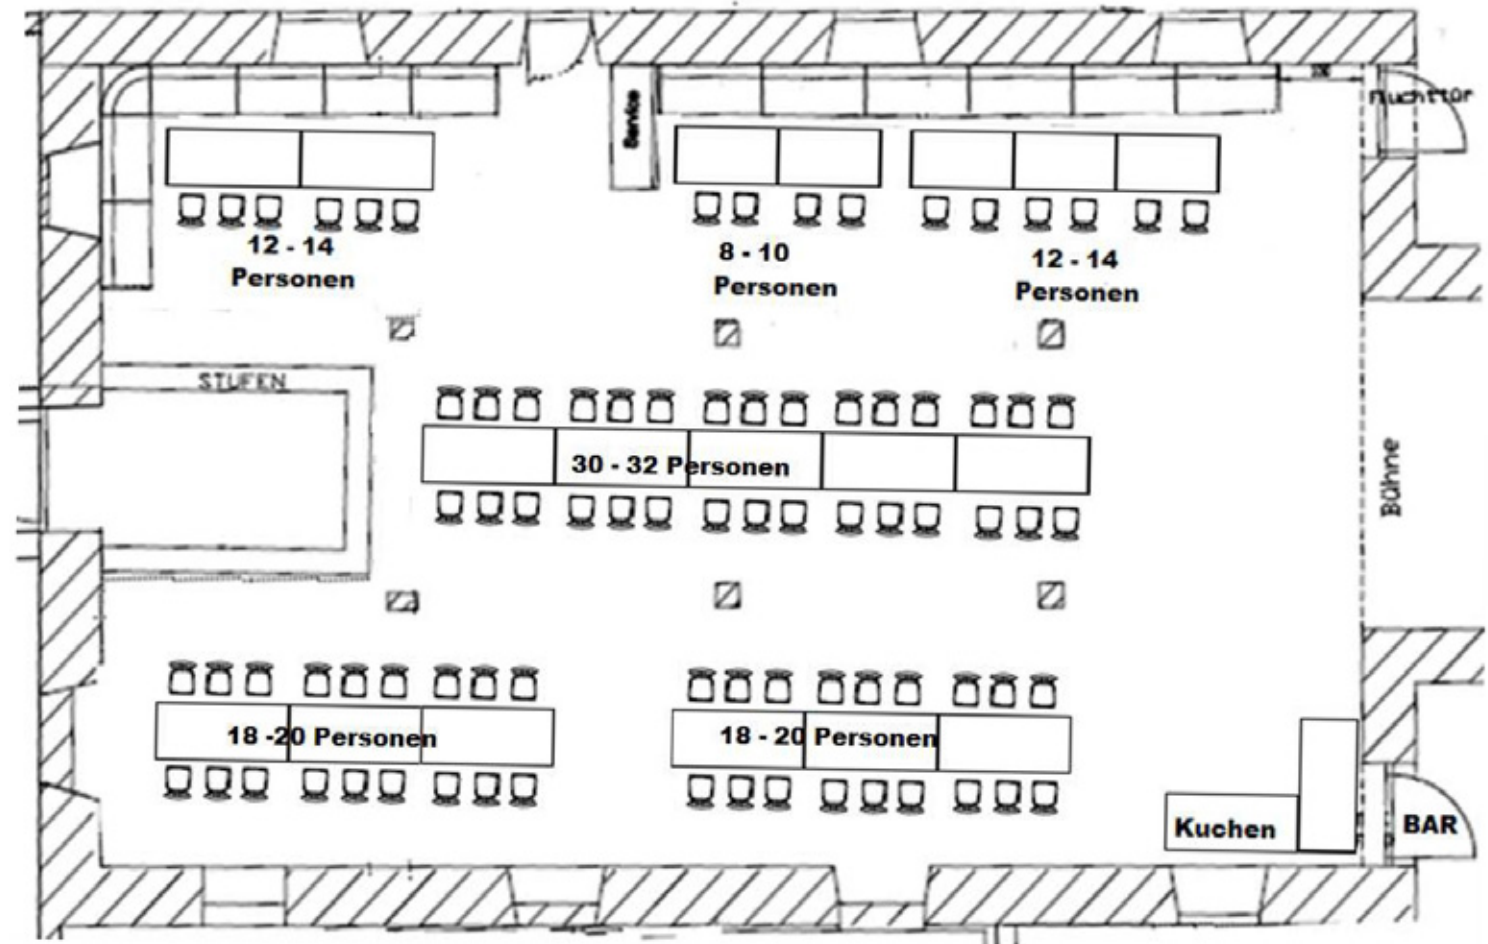 Fluchttür
Service
12 - 14
Personen
8 - 10
Personen
12 - 14
Personen
STUFEN
30 - 32 Personen
Bühne
18 -20 Personen
18 - 20 Personen
Kuchen
BAR